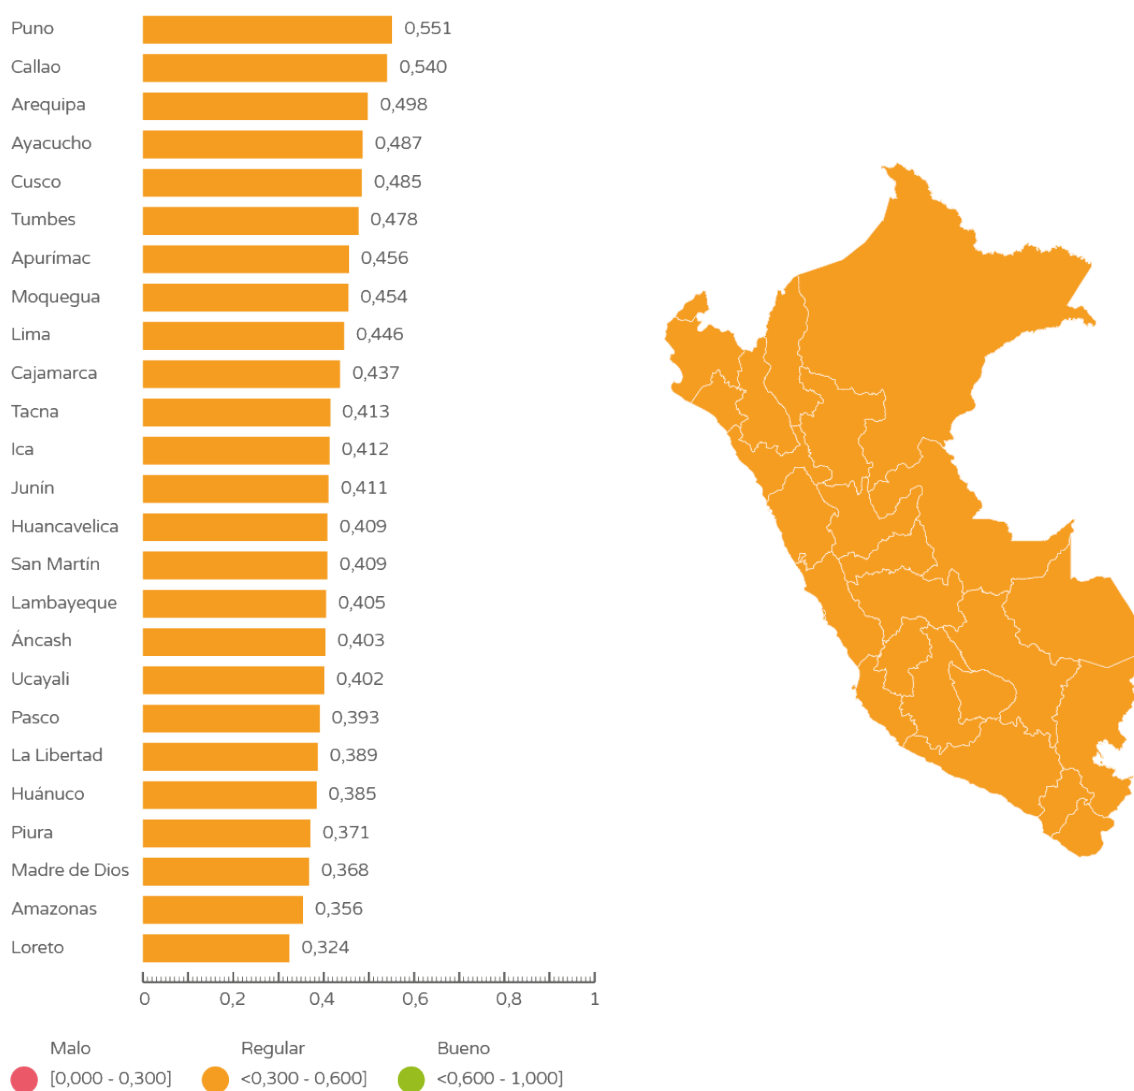 Puno 0,551
Callao 0,540
Arequipa 0,498
Ayacucho 0,487
Cusco 0,485
Tumbes 0,478
Apurímac 0,456
Moquegua 0,454
Lima 0,446
Cajamarca 0,437
Tacna 0,413
Ica 0,412
Junín 0,411
Huancavelica 0,409
San Martín 0,409
Lambayeque 0,405
Áncash 0,403
Ucayali 0,402
Pasco 0,393
La Libertad 0,389
Huánuco 0,385
Piura 0,371
Madre de Dios 0,368
Amazonas 0,356
Loreto 0,324
0 0,2 0,4 0,6 0,8 1
Malo Regular Bueno
[0,000 - 0,300] <0,300 - 0,600] <0,600 - 1,000]